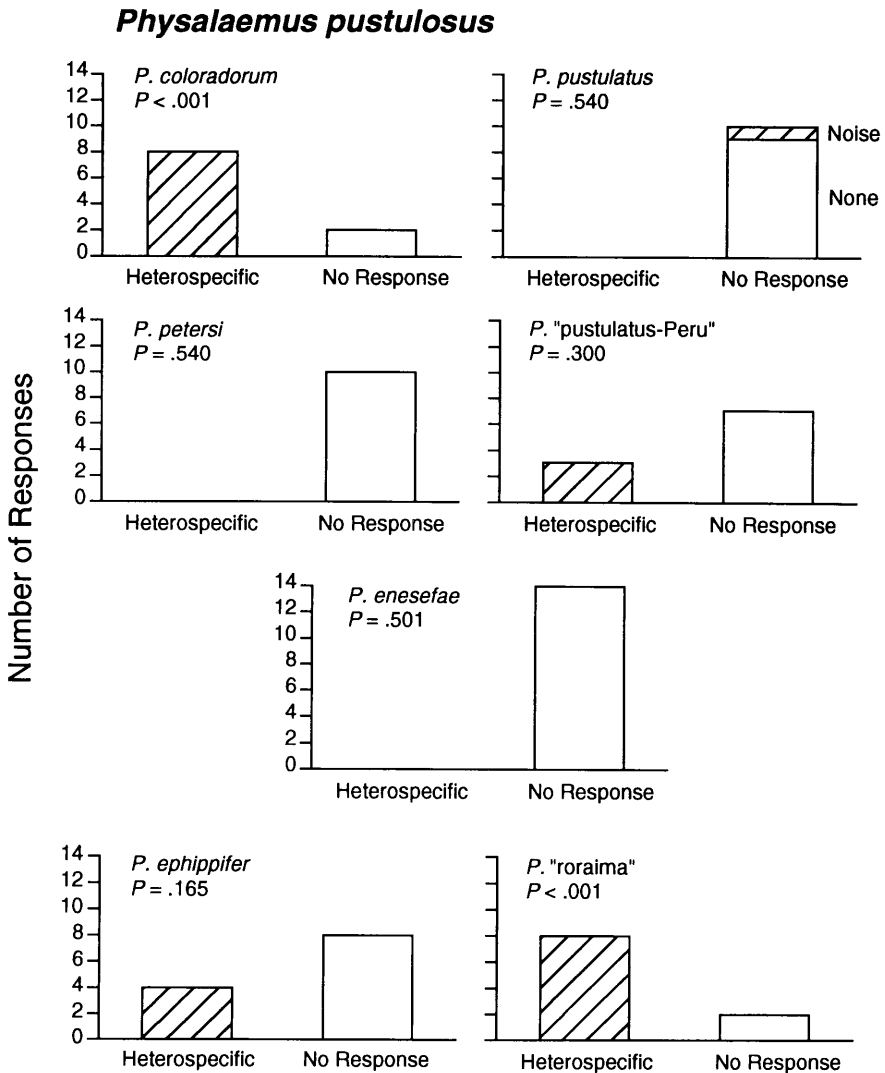 Physalaemus pustulosus
Number of Responses
P. coloradorum
P < .001
14
12
10
8
6
4
2
0
Heterospecific
No Response
P. pustulatus
P = .540
Noise
None
Heterospecific
No Response
P. petersi
P = .540
14
12
10
8
6
4
2
0
Heterospecific
No Response
P. "pustulatus-Peru"
P = .300
Heterospecific
No Response
P. enesefae
P = .501
14
12
10
8
6
4
2
0
Heterospecific
No Response
P. ephippifer
P = .165
14
12
10
8
6
4
2
0
Heterospecific
No Response
P. "roraima"
P < .001
Heterospecific
No Response